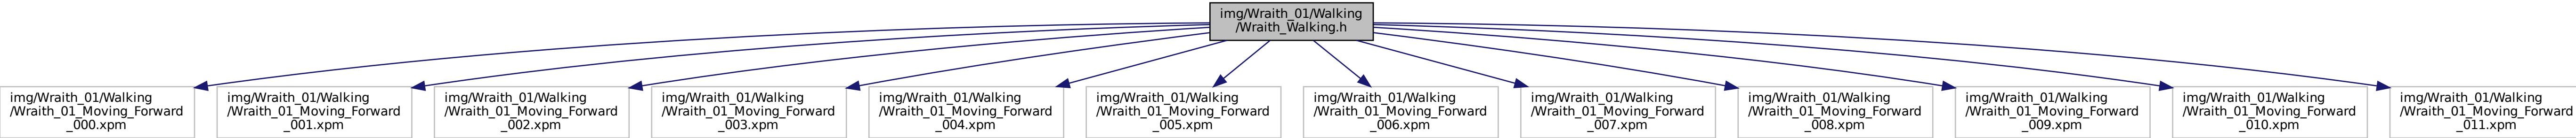 img/Wraith_01/Walking
/Wraith_Walking.h
img/Wraith_01/Walking
/Wraith_01_Moving_Forward
_000.xpm
img/Wraith_01/Walking
/Wraith_01_Moving_Forward
_001.xpm
img/Wraith_01/Walking
/Wraith_01_Moving_Forward
_002.xpm
img/Wraith_01/Walking
/Wraith_01_Moving_Forward
_003.xpm
img/Wraith_01/Walking
/Wraith_01_Moving_Forward
_004.xpm
img/Wraith_01/Walking
/Wraith_01_Moving_Forward
_005.xpm
img/Wraith_01/Walking
/Wraith_01_Moving_Forward
_006.xpm
img/Wraith_01/Walking
/Wraith_01_Moving_Forward
_007.xpm
img/Wraith_01/Walking
/Wraith_01_Moving_Forward
_008.xpm
img/Wraith_01/Walking
/Wraith_01_Moving_Forward
_009.xpm
img/Wraith_01/Walking
/Wraith_01_Moving_Forward
_010.xpm
img/Wraith_01/Walking
/Wraith_01_Moving_Forward
_011.xpm